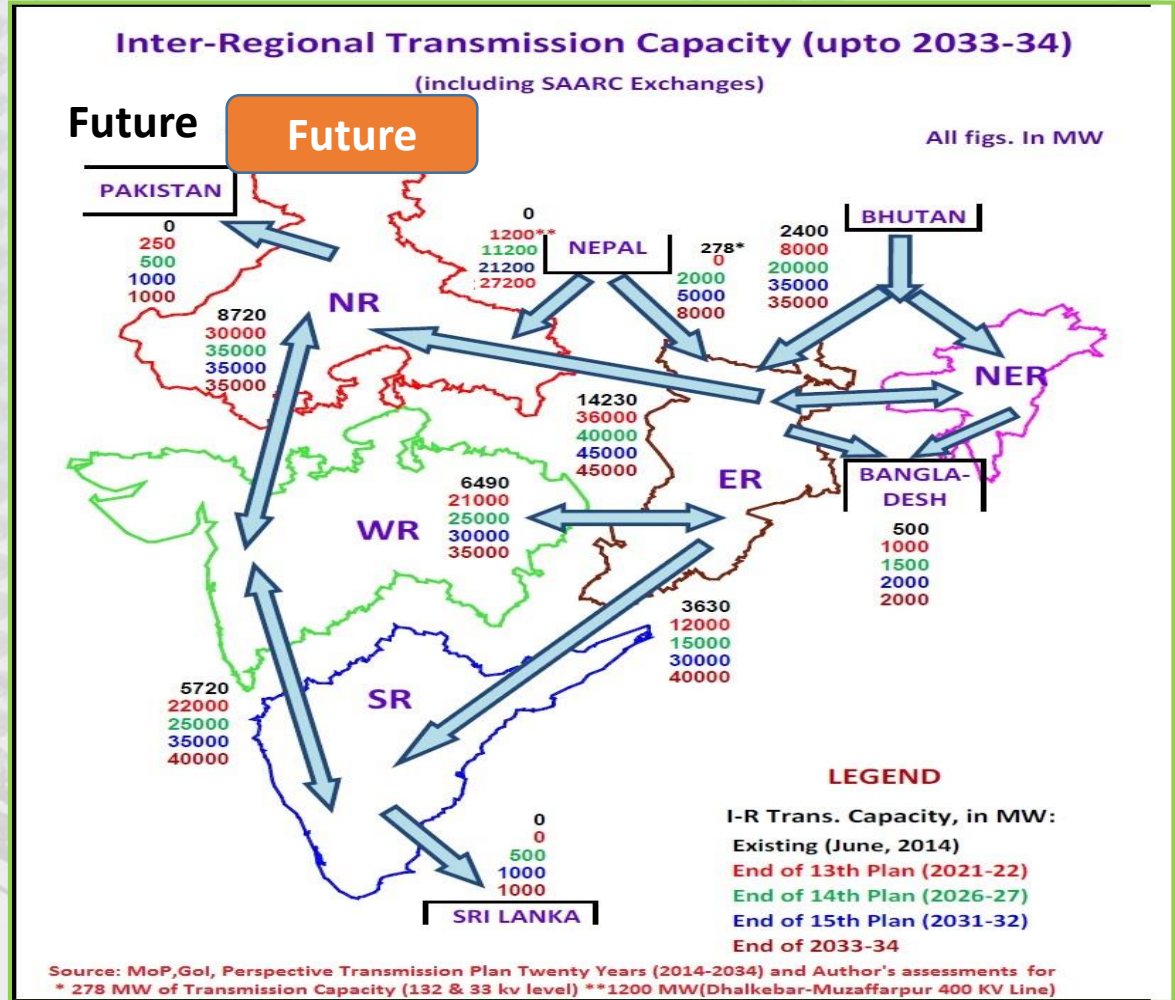 Inter-Regional Transmission Capacity (upto 2033-34)
(including SAARC Exchanges)
Future
Future
All figs. In MW
PAKISTAN
0
250
500
1000
1000
NEPAL
0
1200**
11200
21200
27200
278*
0
2000
5000
8000
BHUTAN
2400
8000
20000
35000
35000
NR
8720
30000
35000
35000
35000
NER
14230
36000
40000
45000
45000
ER
BANGLA-
DESH
500
1000
1500
2000
2000
WR
6490
21000
25000
30000
35000
3630
12000
15000
30000
40000
SR
5720
22000
25000
35000
40000
0
0
500
1000
1000
SRI LANKA
LEGEND
I-R Trans. Capacity, in MW:
Existing (June, 2014)
End of 13th Plan (2021-22)
End of 14th Plan (2026-27)
End of 15th Plan (2031-32)
End of 2033-34
Source: MoP,GoI, Perspective Transmission Plan Twenty Years (2014-2034) and Author's assessments for
* 278 MW of Transmission Capacity (132 & 33 kv level) **1200 MW(Dhalkebar-Muzaffarpur 400 KV Line)